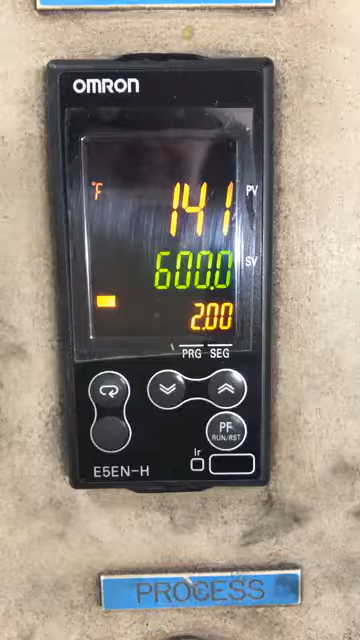 OMRON
°F
141 PV
600.0 SV
2.00
PRG SEG
PF
RUN/RST
Ir
E5EN-H
PROCESS